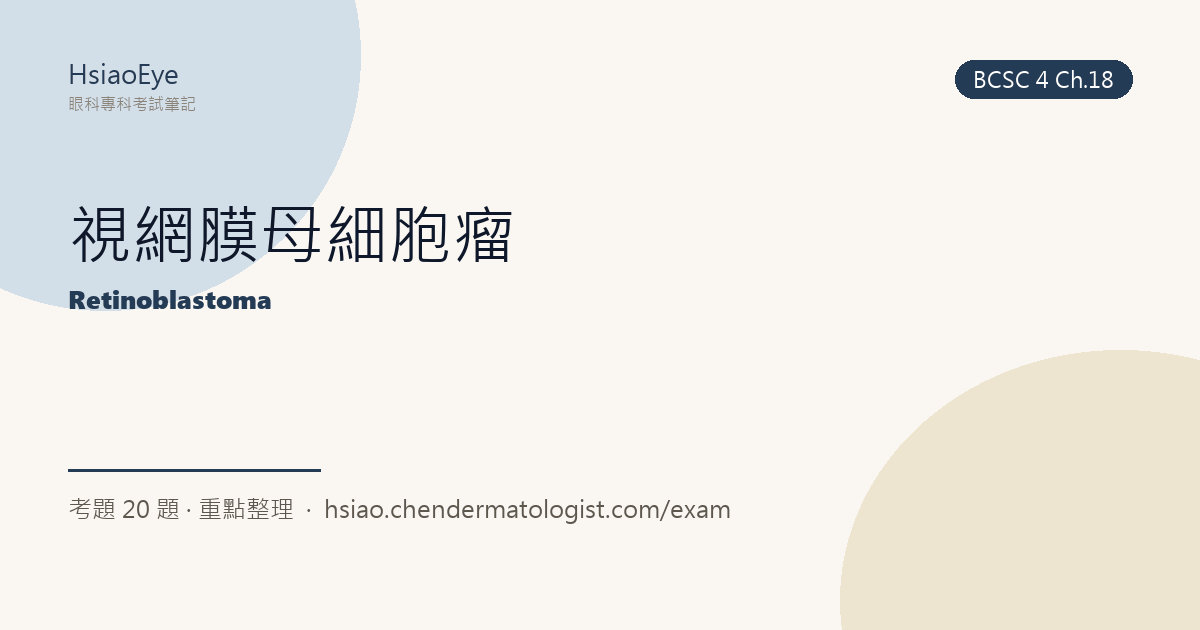 HsiaoEye
眼科專科考試筆記
BCSC 4 Ch.18
視網膜母細胞瘤
Retinoblastoma
考題 20 題 · 重點整理 · hsiao.chendermatologist.com/exam